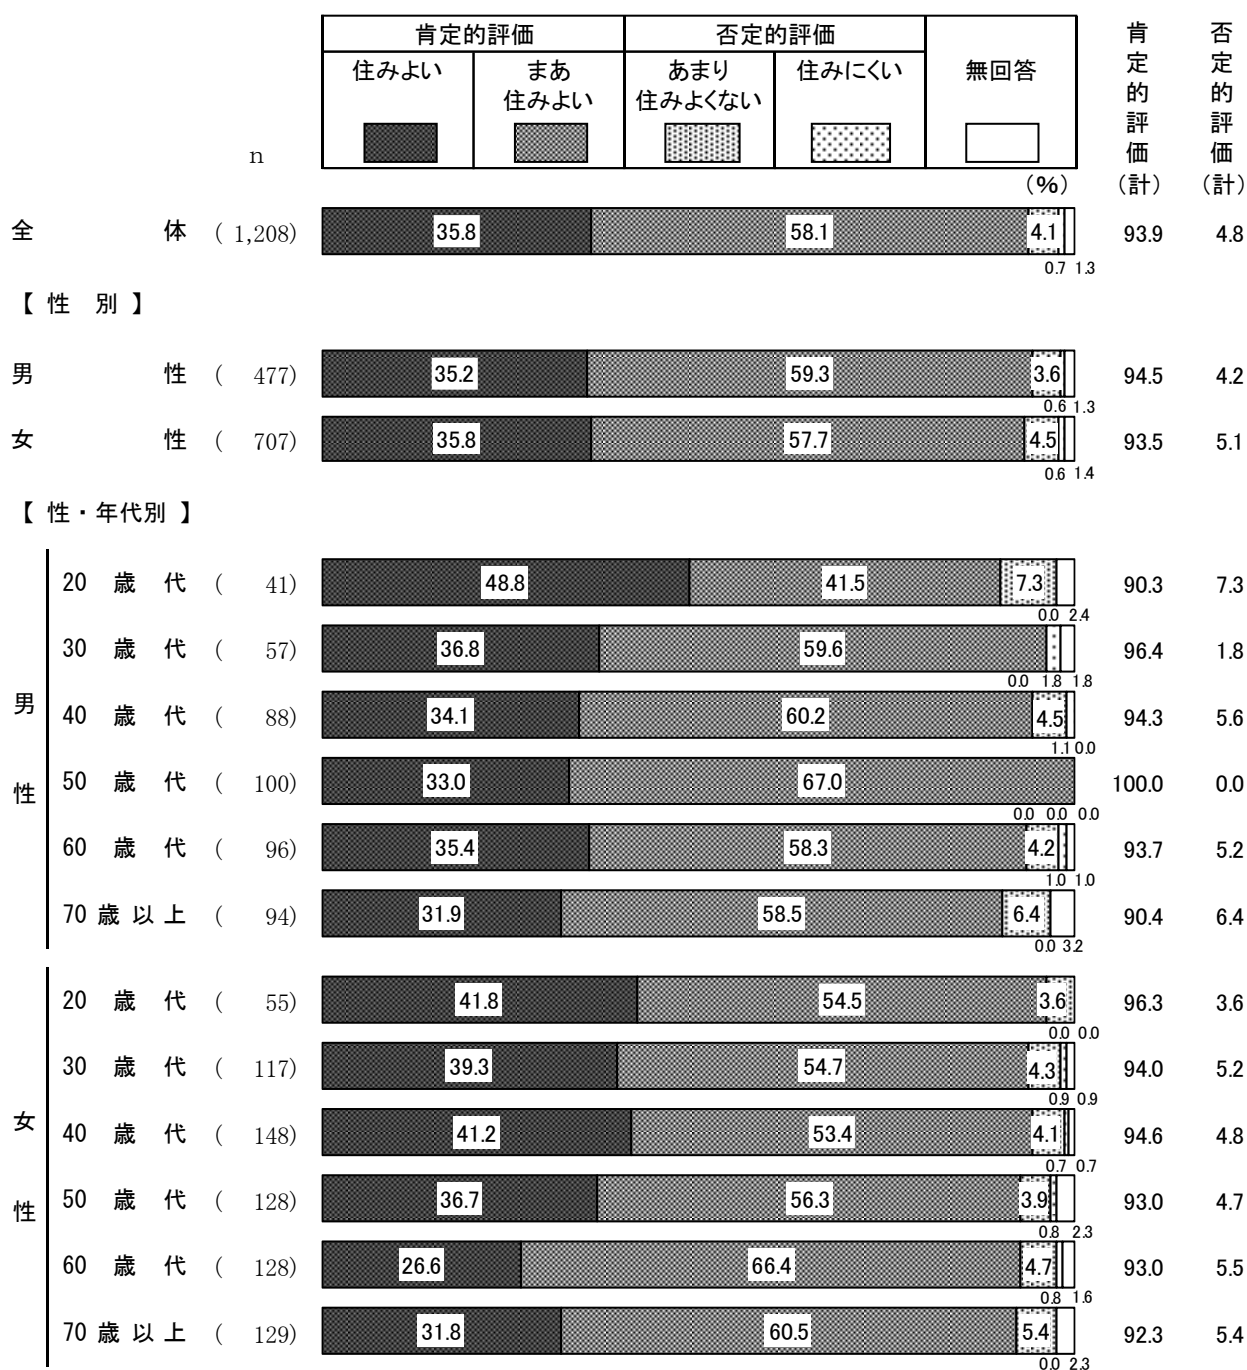 肯定的評価 否定的評価
住みよい まあ住みよい あまり住みよくない 住みにくい 無回答
肯定的評価(計) 否定的評価(計)
n
(%)
全体 (1,208) 35.8 58.1 4.1 93.9 4.8
0.7 1.3
【性 別】
男性 (477) 35.2 59.3 3.6 94.5 4.2
0.6 1.3
女性 (707) 35.8 57.7 4.5 93.5 5.1
0.6 1.4
【性・年代別】
男性
20歳代 (41) 48.8 41.5 7.3 90.3 7.3
0.0 2.4
30歳代 (57) 36.8 59.6 96.4 1.8
0.0 1.8 1.8
40歳代 (88) 34.1 60.2 4.5 94.3 5.6
1.1 0.0
50歳代 (100) 33.0 67.0 100.0 0.0
0.0 0.0 0.0
60歳代 (96) 35.4 58.3 4.2 93.7 5.2
1.0 1.0
70歳以上 (94) 31.9 58.5 6.4 90.4 6.4
0.0 3.2
女性
20歳代 (55) 41.8 54.5 3.6 96.3 3.6
0.0 0.0
30歳代 (117) 39.3 54.7 4.3 94.0 5.2
0.9 0.9
40歳代 (148) 41.2 53.4 4.1 94.6 4.8
0.7 0.7
50歳代 (128) 36.7 56.3 3.9 93.0 4.7
0.8 2.3
60歳代 (128) 26.6 66.4 4.7 93.0 5.5
0.8 1.6
70歳以上 (129) 31.8 60.5 5.4 92.3 5.4
0.0 2.3